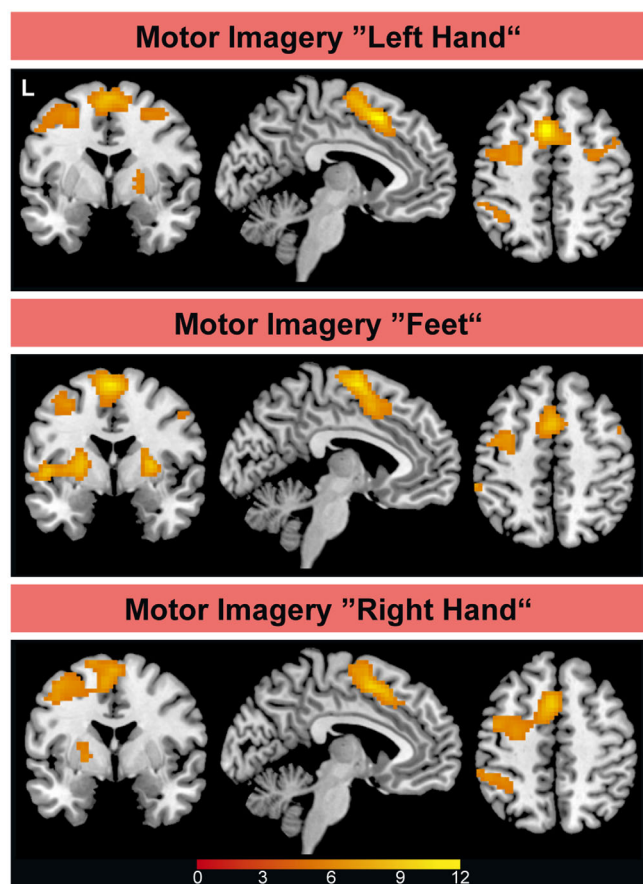 Motor Imagery ”Left Hand“
L
Motor Imagery ”Feet“
Motor Imagery ”Right Hand“
0 3 6 9 12